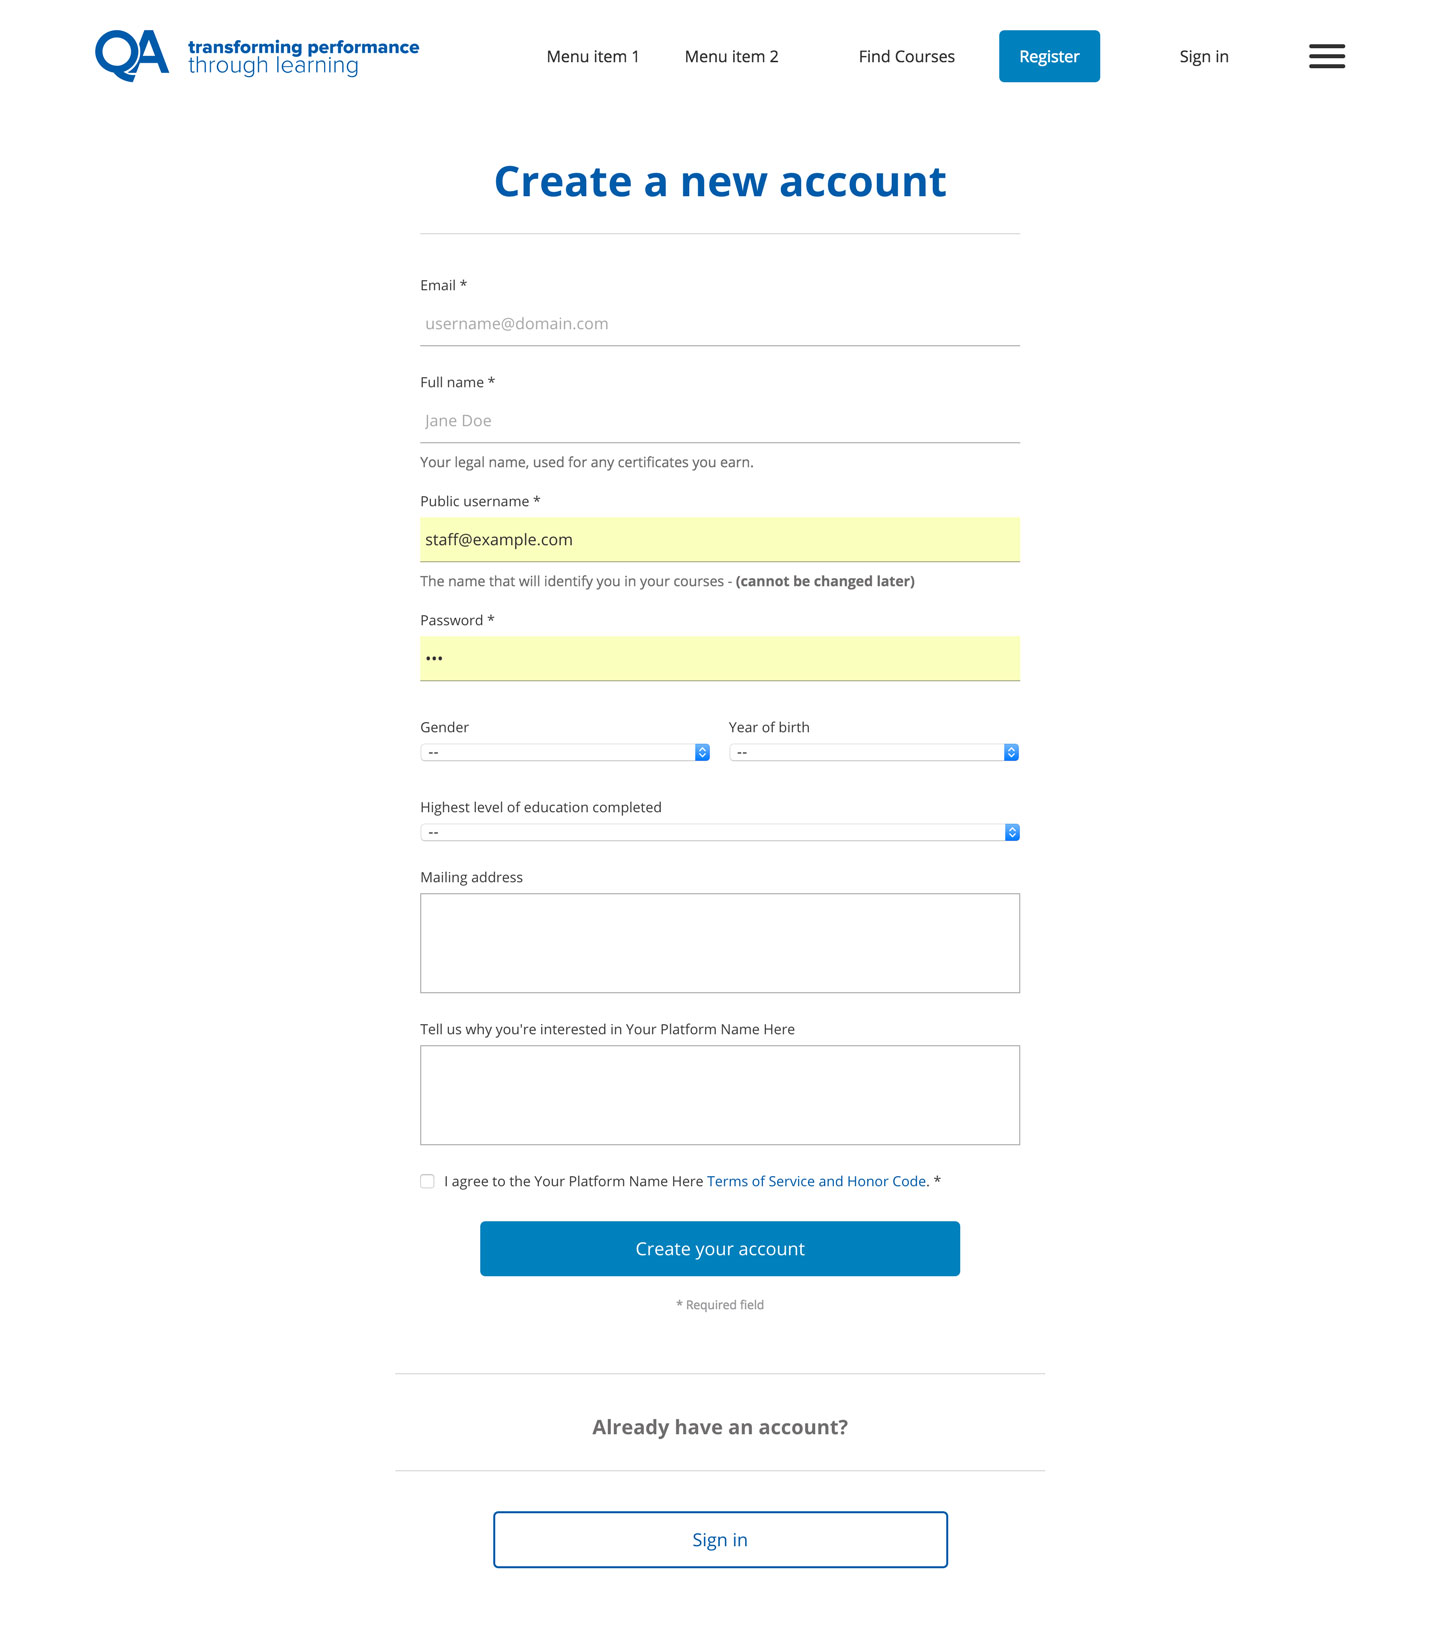 QA transforming performance
through learning
Menu item 1 Menu item 2 Find Courses Register Sign in
Create a new account
Email *
username@domain.com
Full name *
Jane Doe
Your legal name, used for any certificates you earn.
Public username *
staff@example.com
The name that will identify you in your courses - (cannot be changed later)
Password *
•••
Gender Year of birth
-- --
Highest level of education completed
--
Mailing address
Tell us why you're interested in Your Platform Name Here
I agree to the Your Platform Name Here Terms of Service and Honor Code. *
Create your account
* Required field
Already have an account?
Sign in